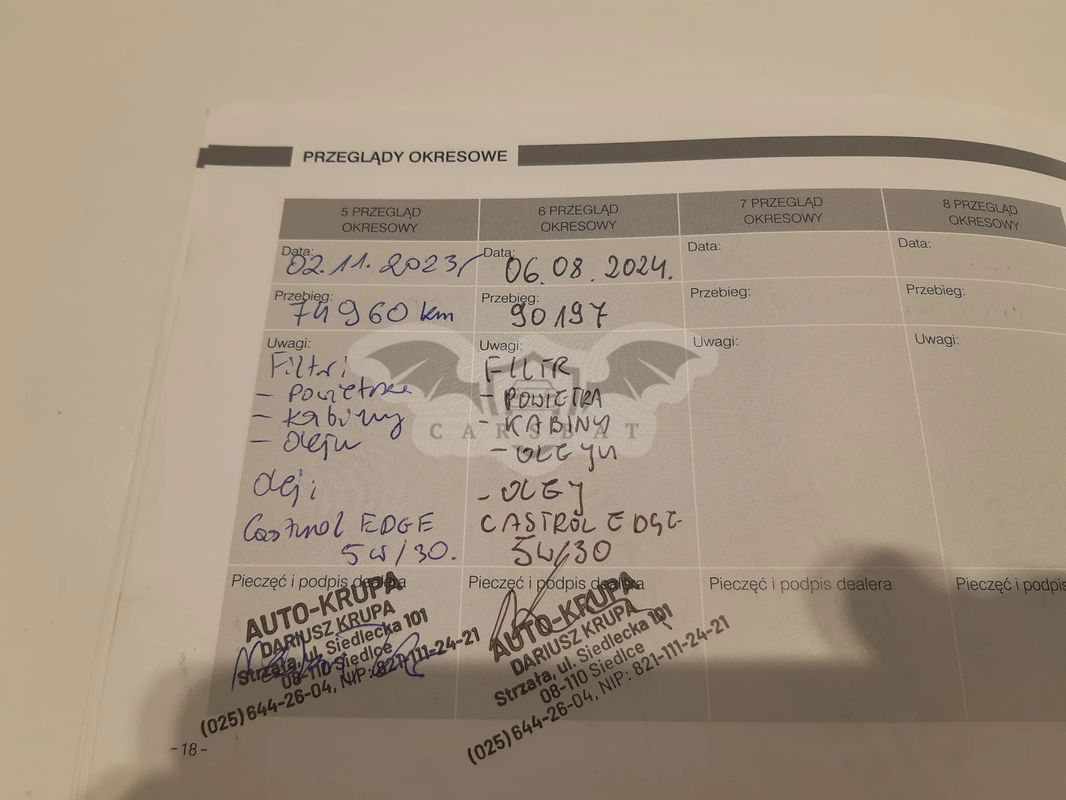 PRZEGLĄDY OKRESOWE
5 PRZEGLĄD
OKRESOWY
Data:
02.11.2023r
Przebieg:
74960 km
Uwagi:
Filtri
- Powietrza
- Kabiny
- Oleju
Olej:
Castrol EDGE
5W/30.
Pieczęć i podpis dealera
AUTO-KRUPA
DARIUSZ KRUPA
Strzała, ul. Siedlecka 101
08-110 Siedlce
(025) 644-26-04, NIP: 821-111-24-21
6 PRZEGLĄD
OKRESOWY
Data:
06.08.2024.
Przebieg:
90197
Uwagi:
FILTR
- POWIETRA
- KABINY
- OLEYU
- OLEY
CASTROL EDGE
5W/30
Pieczęć i podpis dealera
AUTO-KRUPA
DARIUSZ KRUPA
Strzała, ul. Siedlecka 101
08-110 Siedlce
(025) 644-26-04, NIP: 821-111-24-21
7 PRZEGLĄD
OKRESOWY
Data:
Przebieg:
Uwagi:
Pieczęć i podpis dealera
8 PRZEGLĄD
OKRESOWY
Data:
Przebieg:
Uwagi:
Pieczęć i podpis
CARSBAT
-18-